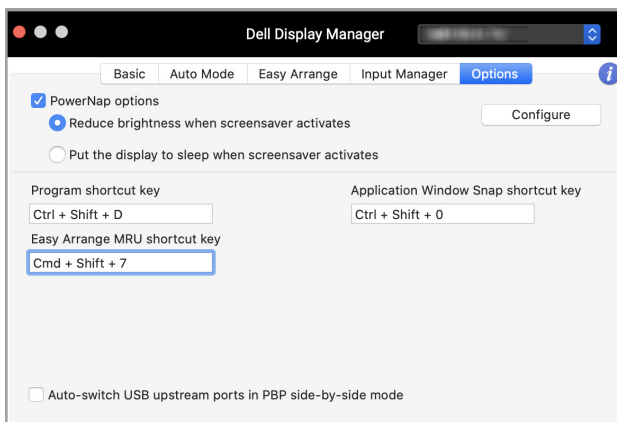 Dell Display Manager
Basic Auto Mode Easy Arrange Input Manager Options i
PowerNap options
Configure
Reduce brightness when screensaver activates
Put the display to sleep when screensaver activates
Program shortcut key Application Window Snap shortcut key
Ctrl + Shift + D Ctrl + Shift + 0
Easy Arrange MRU shortcut key
Cmd + Shift + 7
Auto-switch USB upstream ports in PBP side-by-side mode